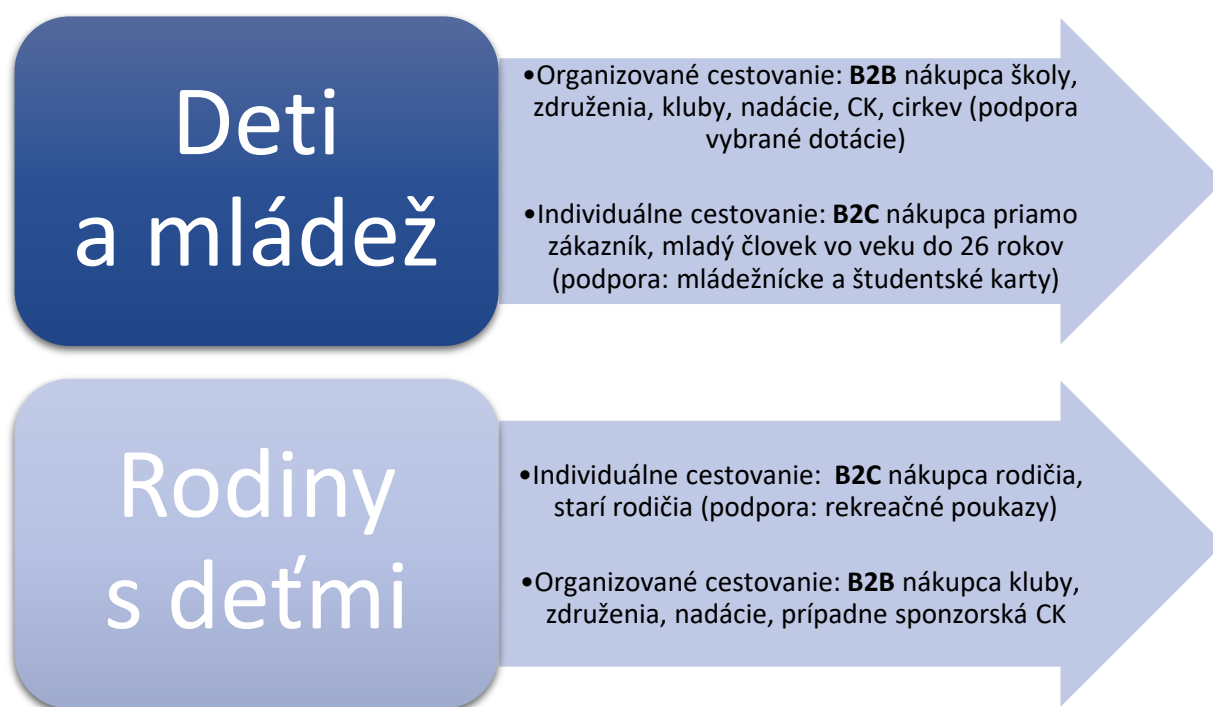 Deti
a mládež
•Organizované cestovanie: B2B nákupca školy,
združenia, kluby, nadácie, CK, cirkev (podpora
vybrané dotácie)
•Individuálne cestovanie: B2C nákupca priamo
zákazník, mladý človek vo veku do 26 rokov
(podpora: mládežnícke a študentské karty)
Rodiny
s deťmi
•Individuálne cestovanie: B2C nákupca rodičia,
starí rodičia (podpora: rekreačné poukazy)
•Organizované cestovanie: B2B nákupca kluby,
združenia, nadácie, prípadne sponzorská CK